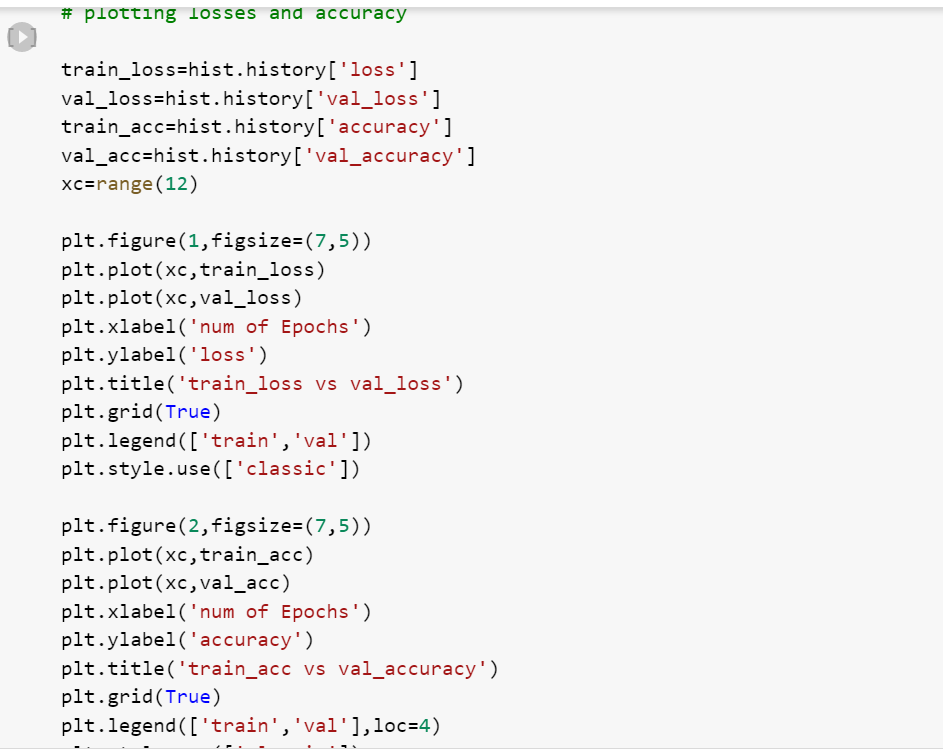 # plotting losses and accuracy
train_loss=hist.history['loss']
val_loss=hist.history['val_loss']
train_acc=hist.history['accuracy']
val_acc=hist.history['val_accuracy']
xc=range(12)
plt.figure(1,figsize=(7,5))
plt.plot(xc,train_loss)
plt.plot(xc,val_loss)
plt.xlabel('num of Epochs')
plt.ylabel('loss')
plt.title('train_loss vs val_loss')
plt.grid(True)
plt.legend(['train','val'])
plt.style.use(['classic'])
plt.figure(2,figsize=(7,5))
plt.plot(xc,train_acc)
plt.plot(xc,val_acc)
plt.xlabel('num of Epochs')
plt.ylabel('accuracy')
plt.title('train_acc vs val_accuracy')
plt.grid(True)
plt.legend(['train','val'],loc=4)